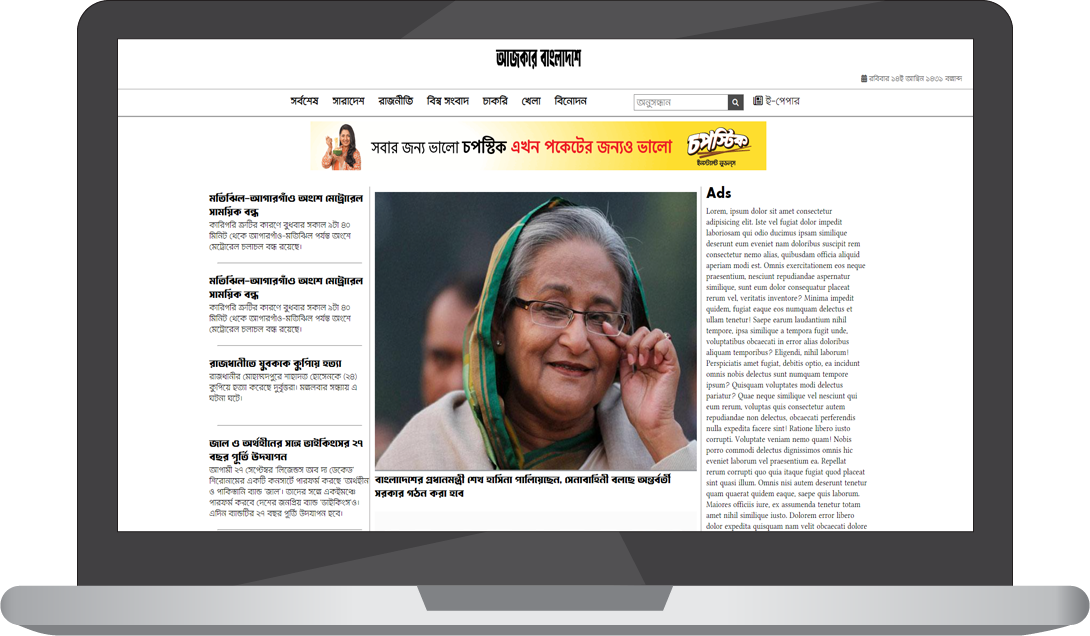 আজকার বাংলাদাশ
রবিবার ১৪ই আশ্বিন ১৪৩১ বঙ্গাব্দ
সর্বশেষ সারাদেশ রাজনীতি বিশ্ব সংবাদ চাকরি খেলা বিনোদন অনুসন্ধান ই-পেপার
সবার জন্য ভালো চপস্টিক এখন পকেটের জন্যও ভালো
চপস্টিক
ইনস্ট্যান্ট নুডল্‌স
মতিঝিল-আগারগাঁও অংশে মেট্রোরেল
সাময়িক বন্ধ
কারিগরি ত্রুটির কারণে বুধবার সকাল ৯টা ৪০
মিনিট থেকে আগারগাঁও-মতিঝিল পর্যন্ত অংশে
মেট্রোরেল চলাচল বন্ধ রয়েছে।
মতিঝিল-আগারগাঁও অংশে মেট্রোরেল
সাময়িক বন্ধ
কারিগরি ত্রুটির কারণে বুধবার সকাল ৯টা ৪০
মিনিট থেকে আগারগাঁও-মতিঝিল পর্যন্ত অংশে
মেট্রোরেল চলাচল বন্ধ রয়েছে।
রাজধানীতে যুবকাক কুপিয়ে হত্যা
রাজধানীর মোহাম্মদপুরে শাহাদাত হোসেনকে (২৪)
কুপিয়ে হত্যা করেছে দুর্বৃত্তরা। মঙ্গলবার সন্ধ্যায় এ
ঘটনা ঘটে।
জাল ও অর্থহীনের সাঙ্গ ভাইকিংসের ২৭
বছর পূর্তি উদযাপন
আগামী ২৭ সেপ্টেম্বর 'লিজেন্ডস অব দ্য ডেকেড'
শিরোনামের একটি কনসার্টে পারফর্ম করছে 'অর্থহীন'
ও পাকিস্তানি ব্যান্ড 'জাল'। তাদের সঙ্গে একইমঞ্চে
পারফর্ম করবে দেশের জনপ্রিয় ব্যান্ড 'ভাইকিংস'ও।
এদিন ব্যান্ডটির ২৭ বছর পূর্তি উদযাপন হবে।
বাংলাদেশের প্রধানমন্ত্রী শেখ হাসিনা পালিয়েছেন, সেনাবাহিনী বলছে অন্তর্বর্তী
সরকার গঠন করা হবে
Ads
Lorem, ipsum dolor sit amet consectetur
adipisicing elit. Iste vel fugiat dolor impedit
laboriosam qui odio ducimus ipsam similique
deserunt eum eveniet nam doloribus suscipit rem
consectetur nemo alias, quibusdam officia aliquid
aperiam modi est. Omnis exercitationem eos neque
praesentium, nesciunt repudiandae aspernatur
similique, sunt eum dolor consequatur placeat
rerum vel, veritatis inventore? Minima impedit
quidem, fugiat eaque eos numquam delectus et
ullam tenetur! Saepe earum laudantium nihil
tempore, ipsa similique a tempora fugit unde,
voluptatibus obcaecati in error alias doloribus
aliquam temporibus? Eligendi, nihil laborum!
Perspiciatis amet fugiat, debitis optio, ea incidunt
omnis nobis delectus sunt numquam tempore
ipsum? Quisquam voluptates modi delectus
pariatur? Quae neque similique vel nesciunt qui
eum rerum, voluptas quis consectetur autem
repudiandae non delectus, obcaecati perferendis
nulla expedita facere sint! Ratione libero iusto
corrupti. Voluptate veniam nemo quam! Nobis
porro commodi delectus dignissimos omnis hic
eveniet laborum vel praesentium ea. Repellat
rerum corrupti quo quia itaque fugiat quod placeat
sint quasi illum. Omnis nisi autem deserunt tenetur
quam quaerat quidem eaque, saepe quis laborum.
Maiores officiis iure, ex assumenda tenetur totam
amet nihil similique iusto. Dolorem error libero
dolor expedita quisquam nam velit obcaecati dolore